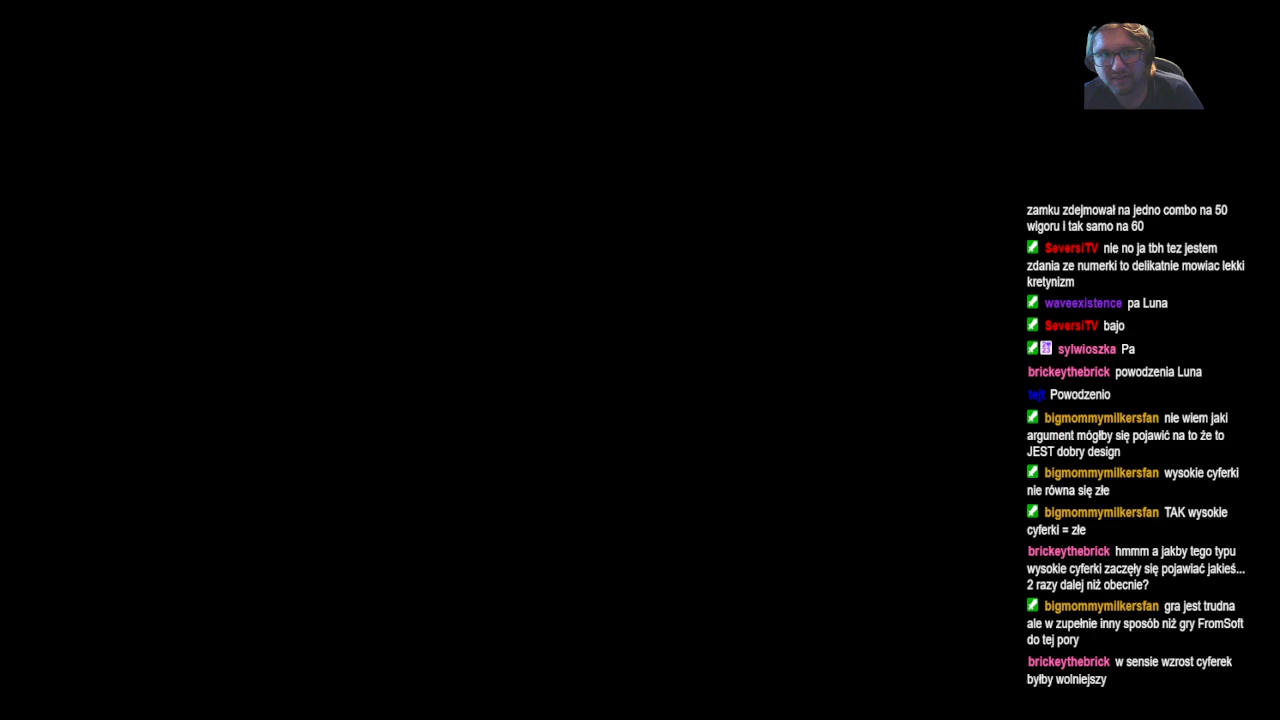 zamku zdejmował na jedno combo na 50
wigoru i tak samo na 60
SeversiTV nie no ja tbh tez jestem
zdania ze numerki to delikatnie mowiac lekki
kretynizm
waveexistence pa Luna
SeversiTV bajo
sylwioszka Pa
brickeythebrick powodzenia Luna
tejt Powodzenio
bigmommymilkersfan nie wiem jaki
argument mógłby się pojawić na to że to
JEST dobry design
bigmommymilkersfan wysokie cyferki
nie równa się złe
bigmommymilkersfan TAK wysokie
cyferki = złe
brickeythebrick hmmm a jakby tego typu
wysokie cyferki zaczęły się pojawiać jakieś...
2 razy dalej niż obecnie?
bigmommymilkersfan gra jest trudna
ale w zupełnie inny sposób niż gry FromSoft
do tej pory
brickeythebrick w sensie wzrost cyferek
byłby wolniejszy